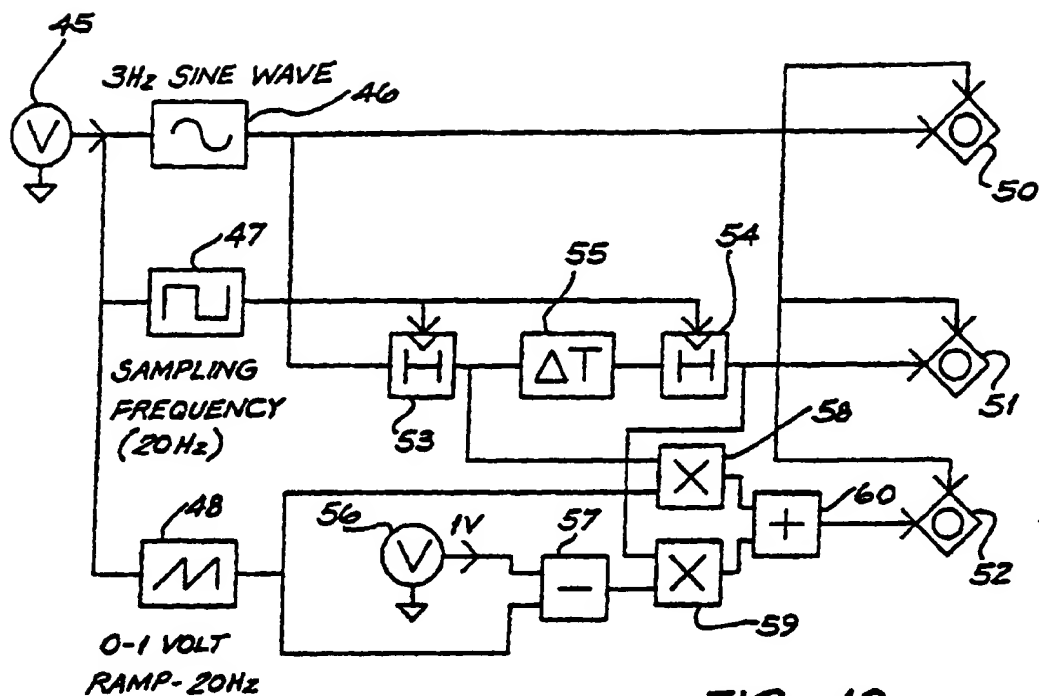 45
3Hz SINE WAVE
46
V
50
47
55
54
SAMPLING
FREQUENCY
(20Hz)
H
ΔT
H
53
51
58
48
56
1V
57
X
60
V
+
52
−
X
59
0-1 VOLT
RAMP-20Hz